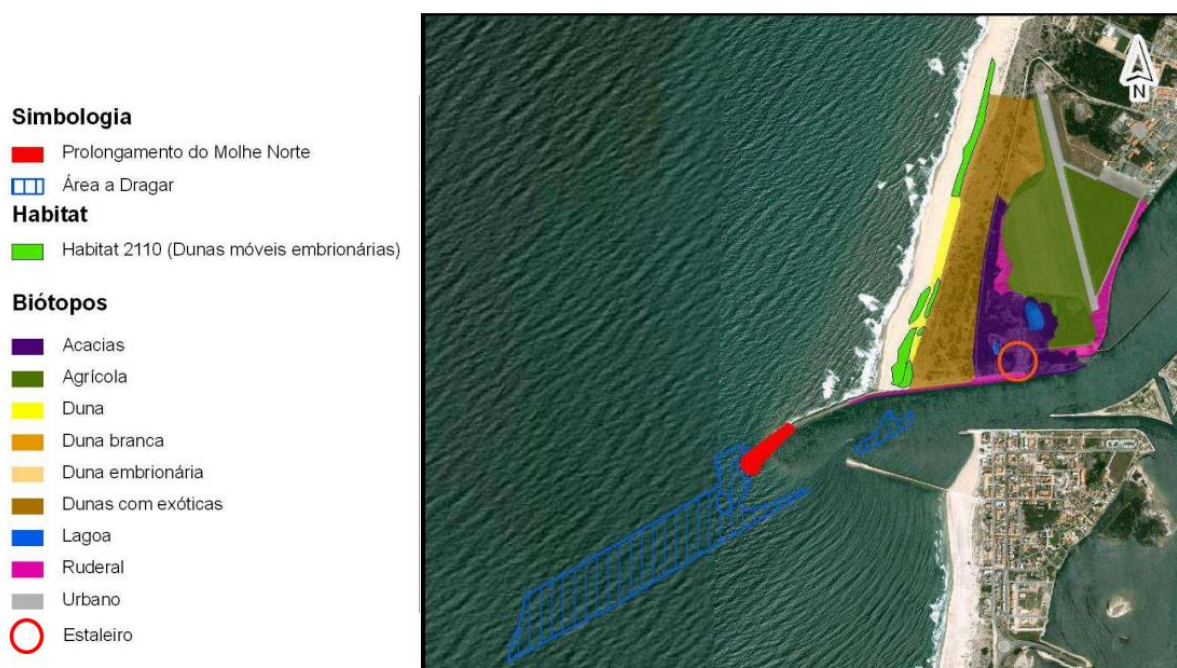 Simbologia
Prolongamento do Molhe Norte
Área a Dragar
Habitat
Habitat 2110 (Dunas móveis embrionárias)
Biótopos
Acacias
Agrícola
Duna
Duna branca
Duna embrionária
Dunas com exóticas
Lagoa
Ruderal
Urbano
Estaleiro
N